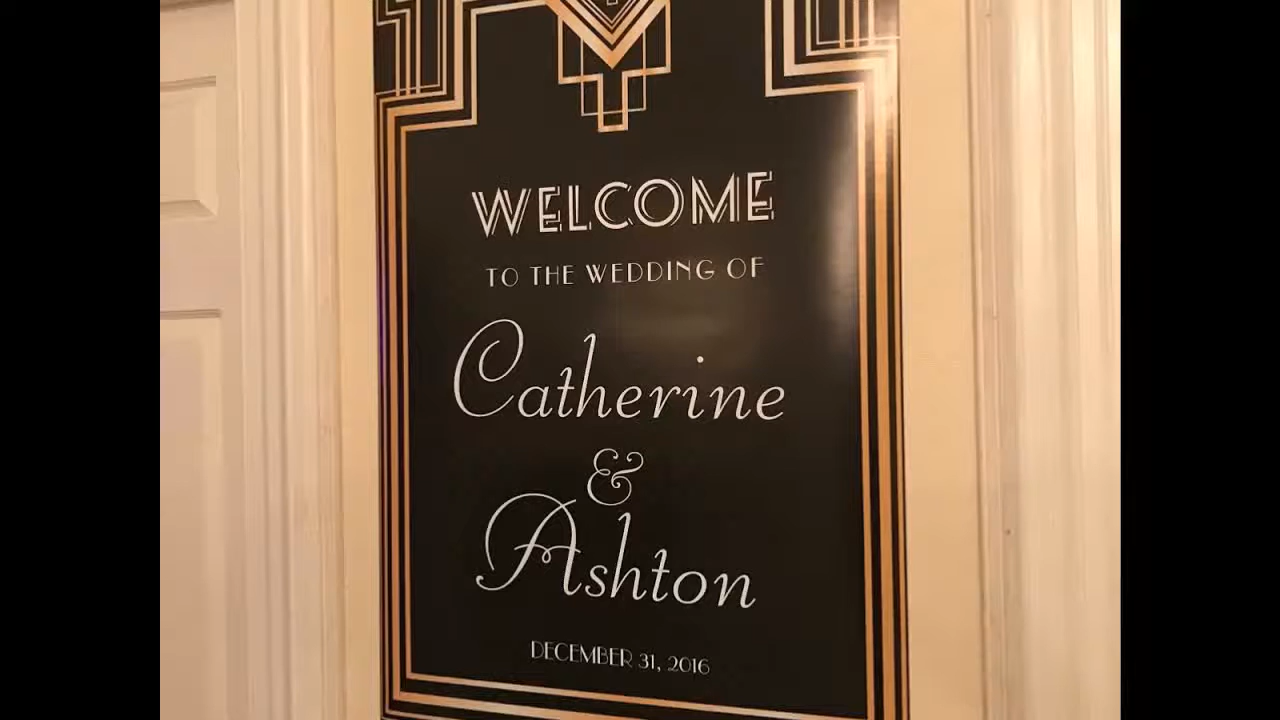 WELCOME
TO THE WEDDING OF
Catherine
&
Ashton
DECEMBER 31, 2016